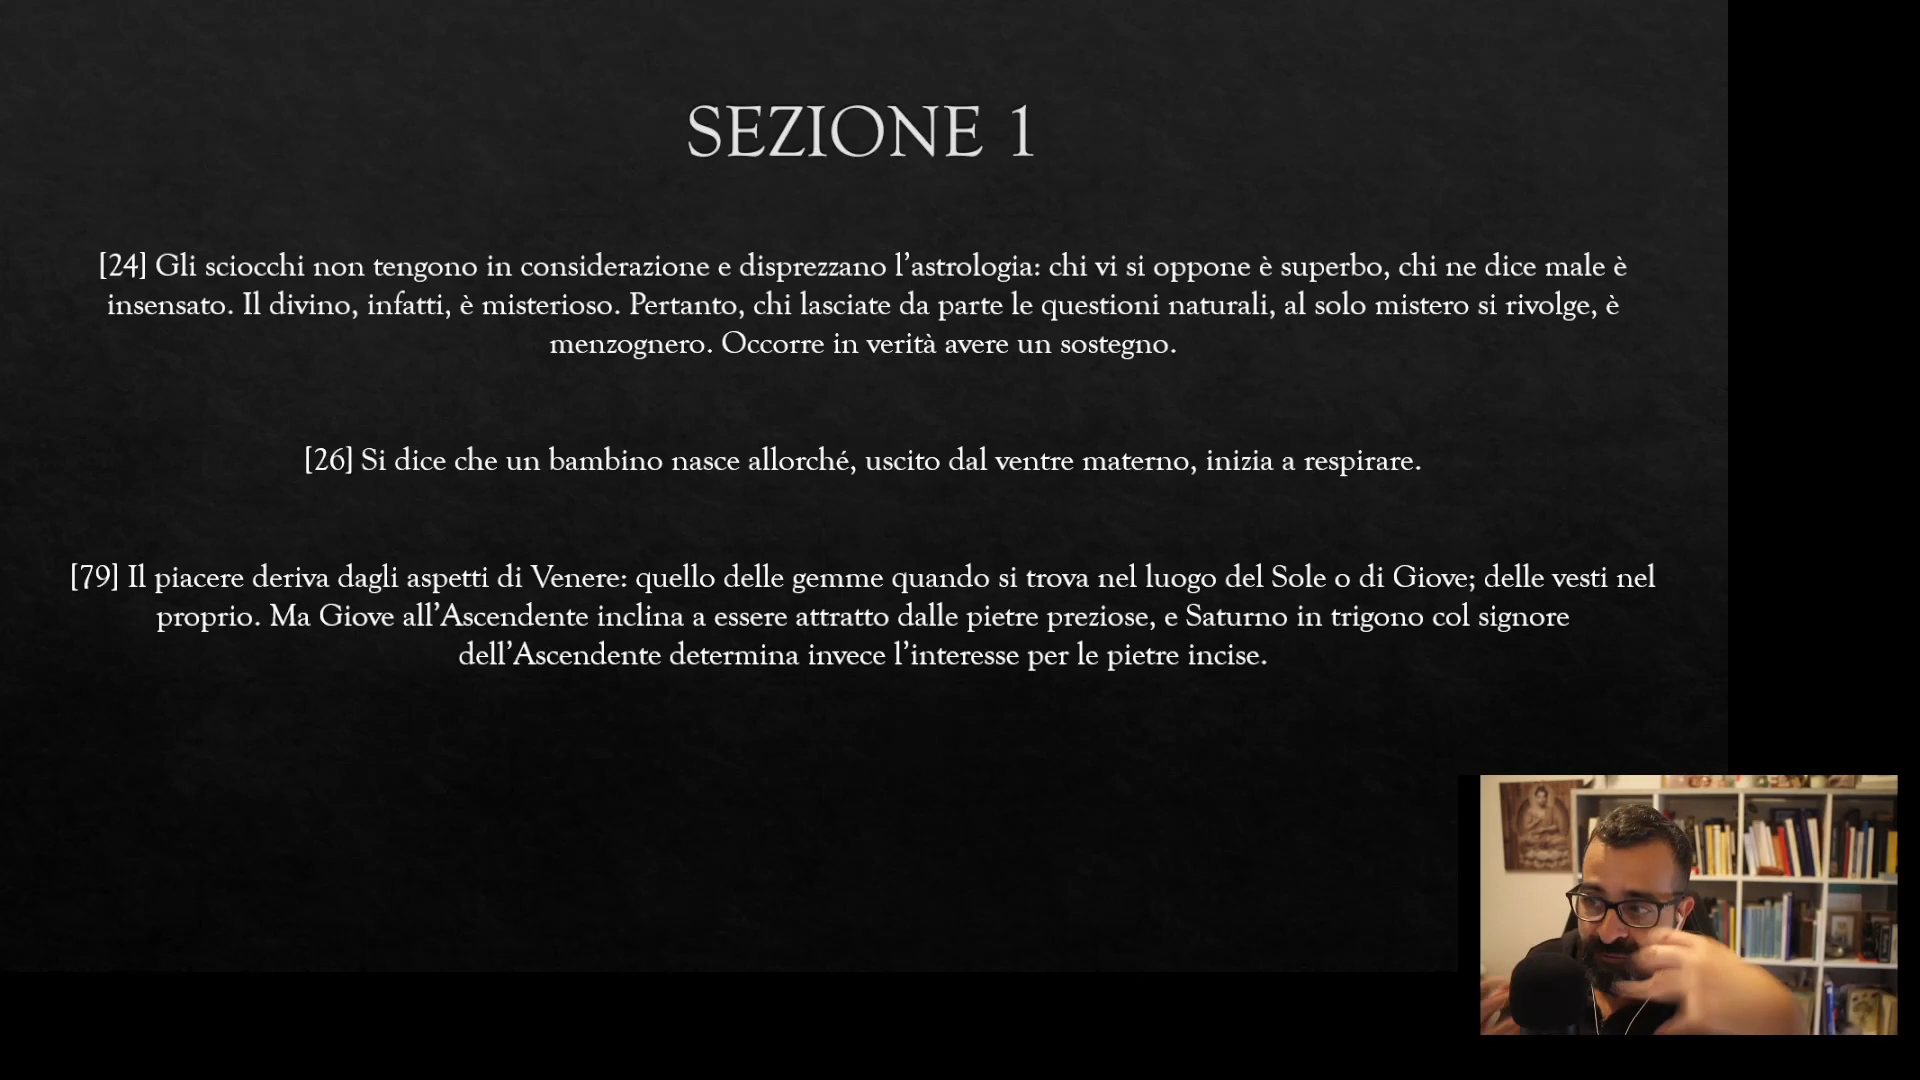 SEZIONE 1
[24] Gli sciocchi non tengono in considerazione e disprezzano l’astrologia: chi vi si oppone è superbo, chi ne dice male è
insensato. Il divino, infatti, è misterioso. Pertanto, chi lasciate da parte le questioni naturali, al solo mistero si rivolge, è
menzognero. Occorre in verità avere un sostegno.
[26] Si dice che un bambino nasce allorché, uscito dal ventre materno, inizia a respirare.
[79] Il piacere deriva dagli aspetti di Venere: quello delle gemme quando si trova nel luogo del Sole o di Giove; delle vesti nel
proprio. Ma Giove all’Ascendente inclina a essere attratto dalle pietre preziose, e Saturno in trigono col signore
dell’Ascendente determina invece l’interesse per le pietre incise.